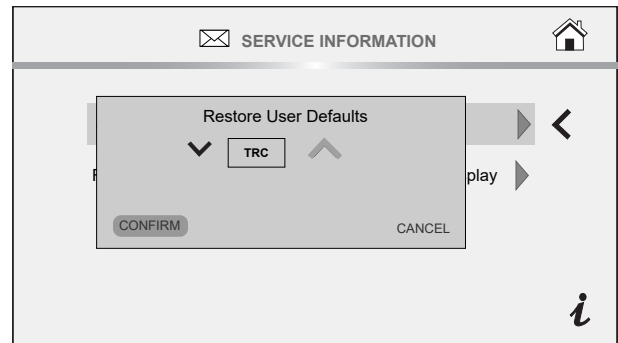 SERVICE INFORMATION
Restore User Defaults
TRC
play
CONFIRM CANCEL
i